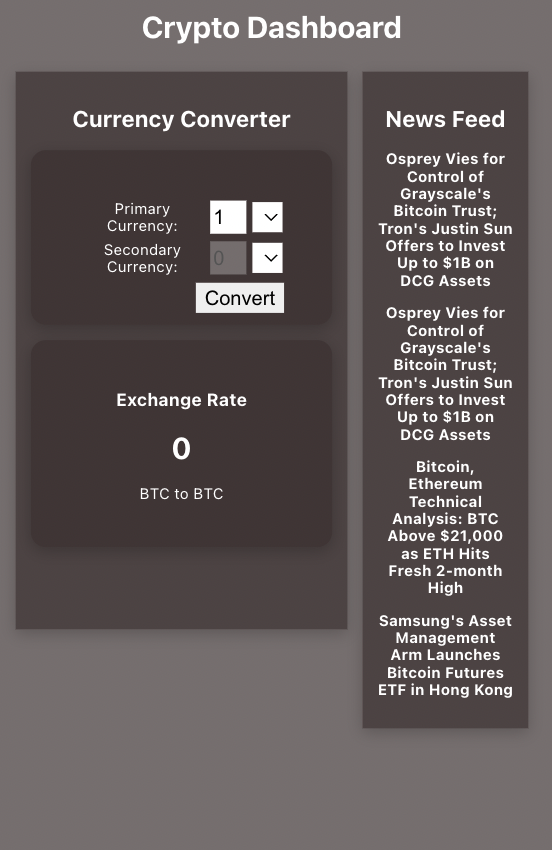 Crypto Dashboard
Currency Converter
Primary
Currency:
1
Secondary
Currency:
0
Convert
Exchange Rate
0
BTC to BTC
News Feed
Osprey Vies for
Control of
Grayscale's
Bitcoin Trust;
Tron's Justin Sun
Offers to Invest
Up to $1B on
DCG Assets
Osprey Vies for
Control of
Grayscale's
Bitcoin Trust;
Tron's Justin Sun
Offers to Invest
Up to $1B on
DCG Assets
Bitcoin,
Ethereum
Technical
Analysis: BTC
Above $21,000
as ETH Hits
Fresh 2-month
High
Samsung's Asset
Management
Arm Launches
Bitcoin Futures
ETF in Hong Kong